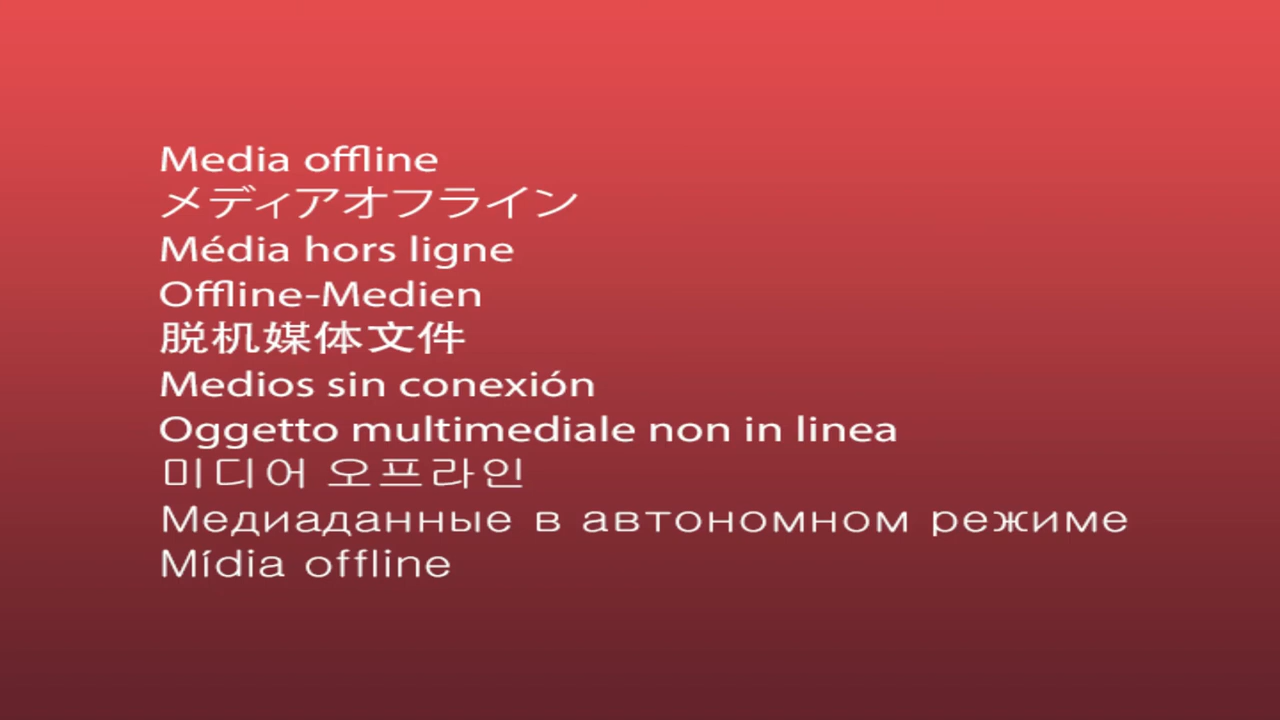 Media offline
メディアオフライン
Média hors ligne
Offline-Medien
脱机媒体文件
Medios sin conexión
Oggetto multimediale non in linea
미디어 오프라인
Медиаданные в автономном режиме
Mídia offline